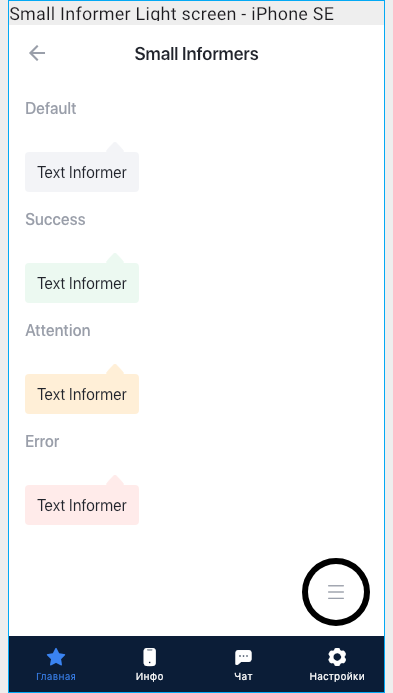 Small Informer Light screen - iPhone SE
Small Informers
Default
Text Informer
Success
Text Informer
Attention
Text Informer
Error
Text Informer
Главная Инфо Чат Настройки